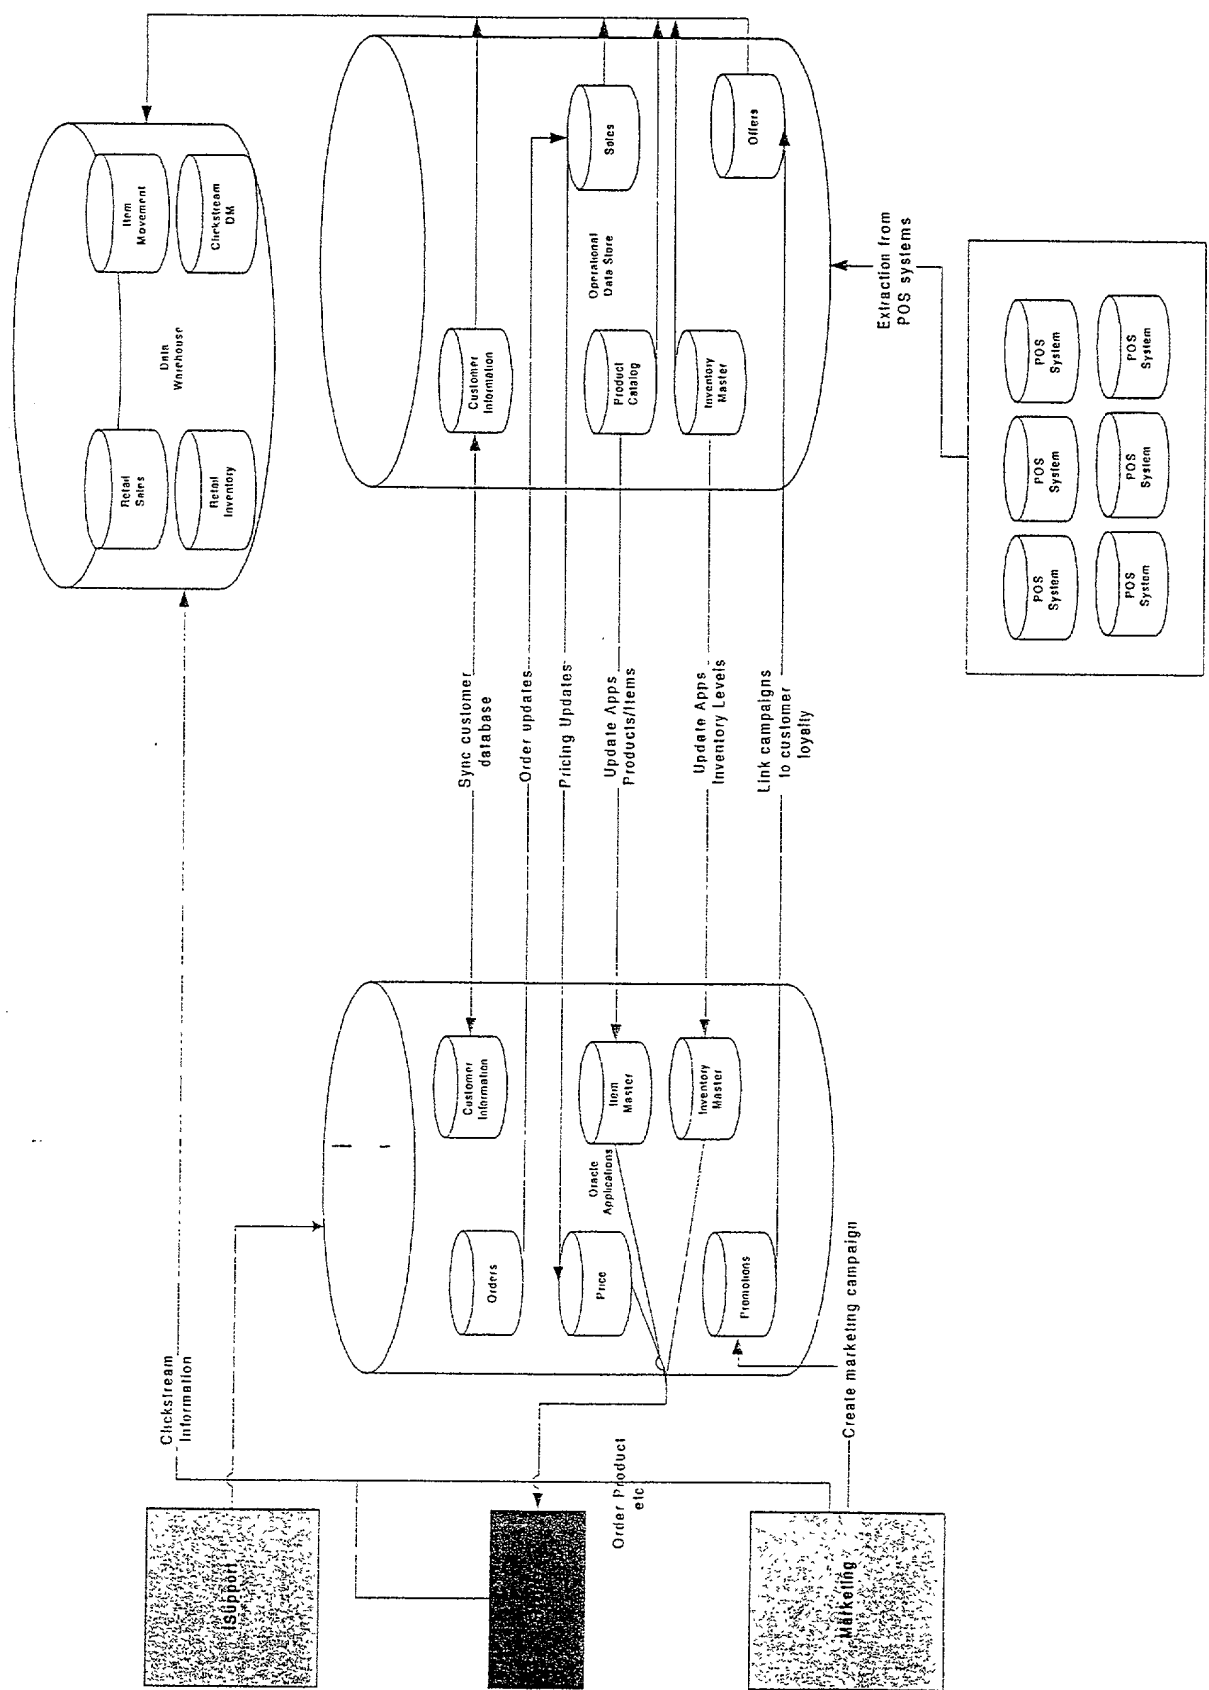 Clickstream
Information
Retail
Sales
Item
Movement
Data
Warehouse
Retail
Inventory
Clickstream
DM
iSupport
Orders
Customer
Information
Sync customer
database
Customer
Information
Order updates
Pricing Updates
Price
Oracle
Applications
Item
Master
Update Apps
Products/Items
Product
Catalog
Operational
Data Store
Sales
Order Product
etc
Inventory
Master
Update Apps
Inventory Levels
Inventory
Master
Promotions
Link campaigns
to customer
loyalty
Offers
Marketing
Create marketing campaign
Extraction from
POS systems
POS
System
POS
System
POS
System
POS
System
POS
System
POS
System